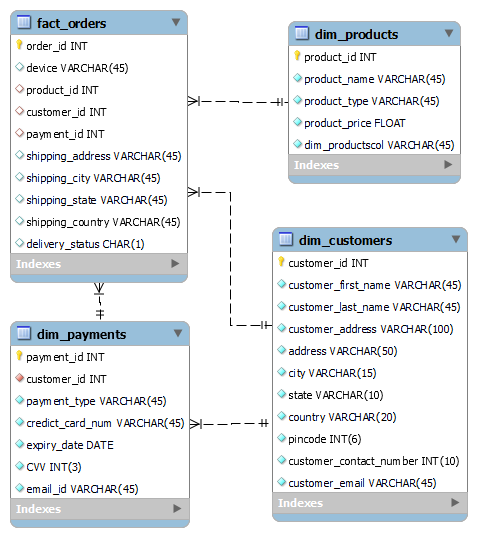 fact_orders
order_id INT
device VARCHAR(45)
product_id INT
customer_id INT
payment_id INT
shipping_address VARCHAR(45)
shipping_city VARCHAR(45)
shipping_state VARCHAR(45)
shipping_country VARCHAR(45)
delivery_status CHAR(1)
Indexes
dim_products
product_id INT
product_name VARCHAR(45)
product_type VARCHAR(45)
product_price FLOAT
dim_productscol VARCHAR(45)
Indexes
dim_customers
customer_id INT
customer_first_name VARCHAR(45)
customer_last_name VARCHAR(45)
customer_address VARCHAR(100)
address VARCHAR(50)
city VARCHAR(15)
state VARCHAR(10)
country VARCHAR(20)
pincode INT(6)
customer_contact_number INT(10)
customer_email VARCHAR(45)
Indexes
dim_payments
payment_id INT
customer_id INT
payment_type VARCHAR(45)
credict_card_num VARCHAR(45)
expiry_date DATE
CVV INT(3)
email_id VARCHAR(45)
Indexes